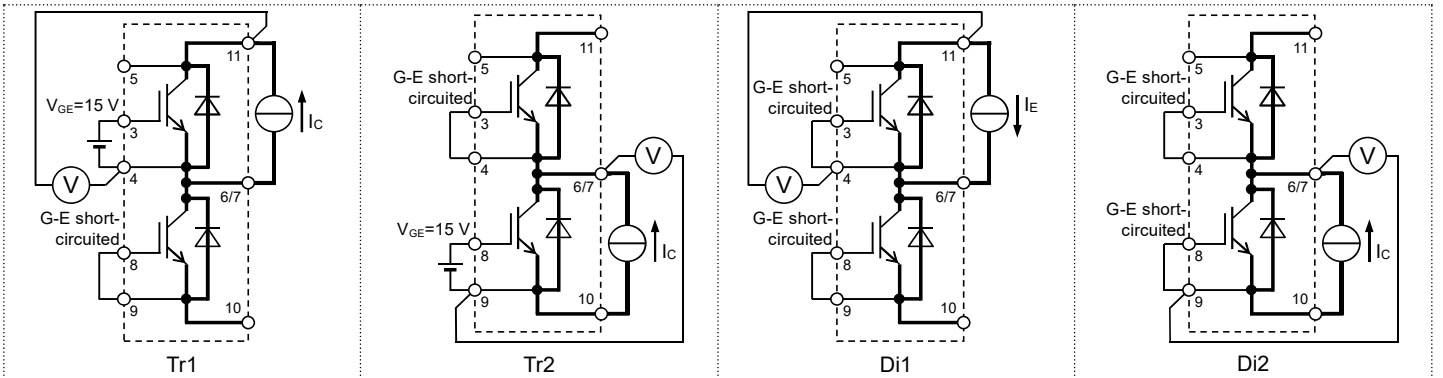 11
5
V_GE=15 V
3
I_C
4
V
6/7
G-E short-
circuited
8
9
10
Tr1
11
5
G-E short-
circuited
3
4
V
6/7
V_GE=15 V
8
I_C
9
10
Tr2
11
5
G-E short-
circuited
3
I_E
4
V
6/7
G-E short-
circuited
8
9
10
Di1
11
5
G-E short-
circuited
3
4
V
6/7
G-E short-
circuited
8
I_C
9
10
Di2